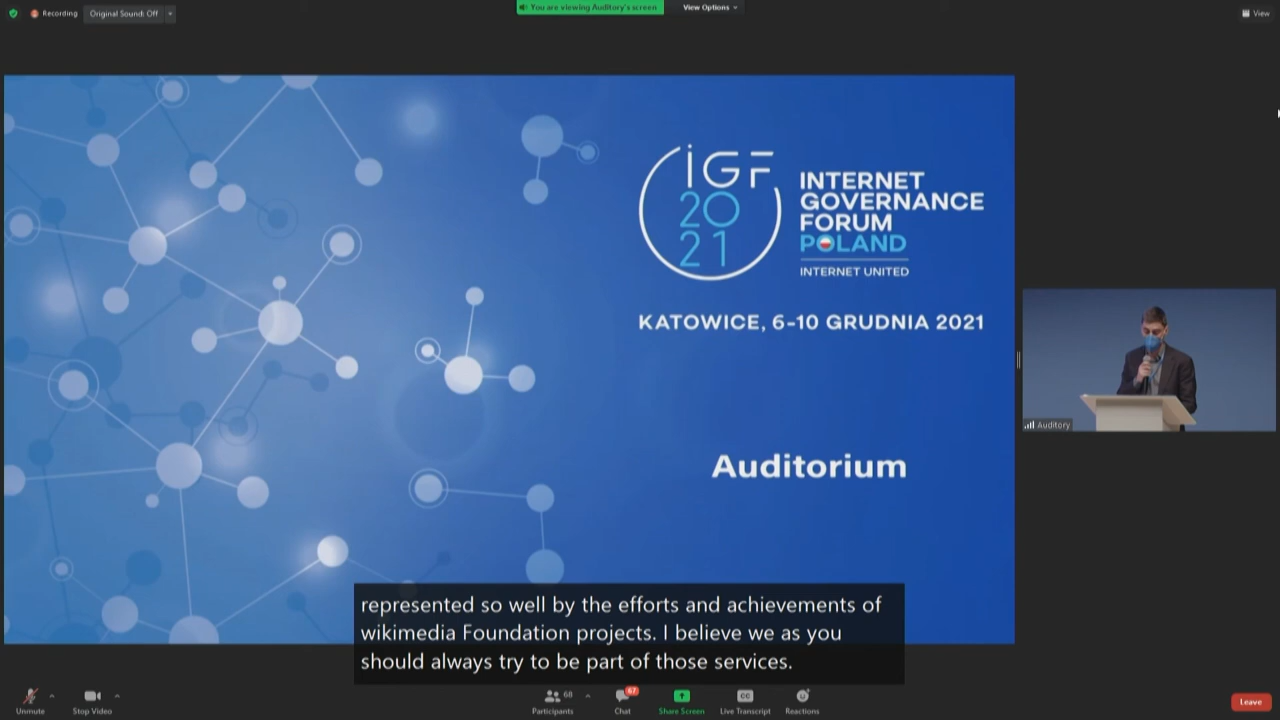 Recording
Original Sound: Off
You are viewing Auditory's screen
View Options
View
iGF
20
21
INTERNET
GOVERNANCE
FORUM
POLAND
INTERNET UNITED
KATOWICE, 6-10 GRUDNIA 2021
Auditorium
Auditory
represented so well by the efforts and achievements of
wikimedia Foundation projects. I believe we as you
should always try to be part of those services.
Unmute
Stop Video
68
Participants
67
Chat
Share Screen
CC
Live Transcript
Reactions
Leave